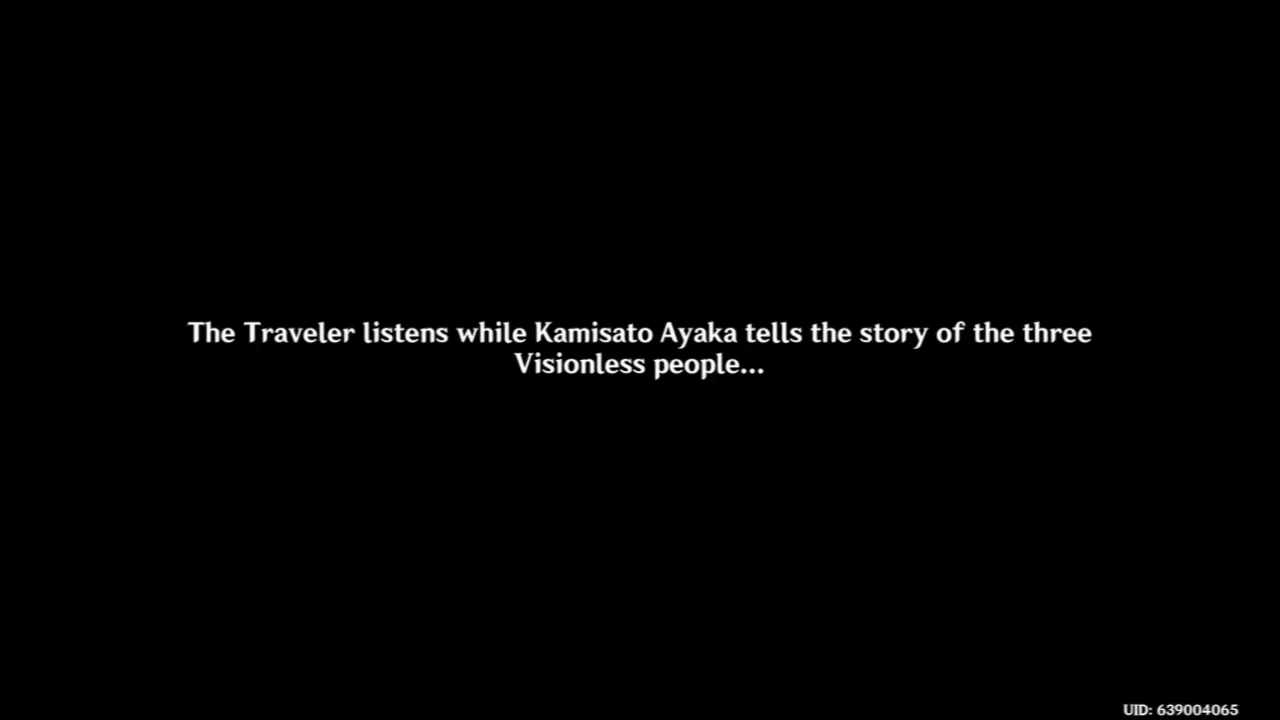 The Traveler listens while Kamisato Ayaka tells the story of the three
Visionless people...
UID: 639004065